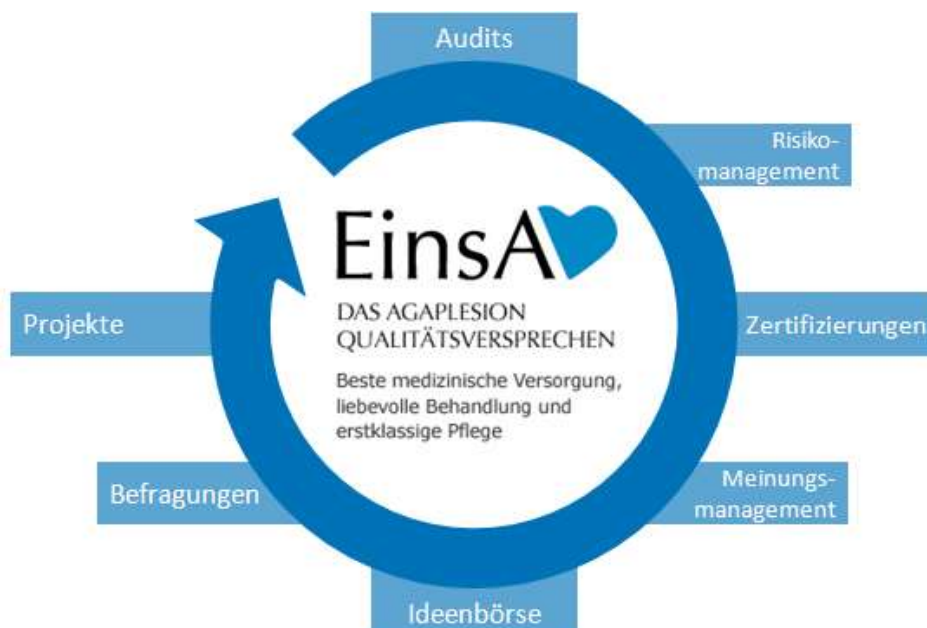 Audits
Risiko-
management
Zertifizierungen
Meinungs-
management
Ideenbörse
Befragungen
Projekte
EinsA
DAS AGAPLESION
QUALITÄTSVERSPRECHEN
Beste medizinische Versorgung,
liebevolle Behandlung und
erstklassige Pflege